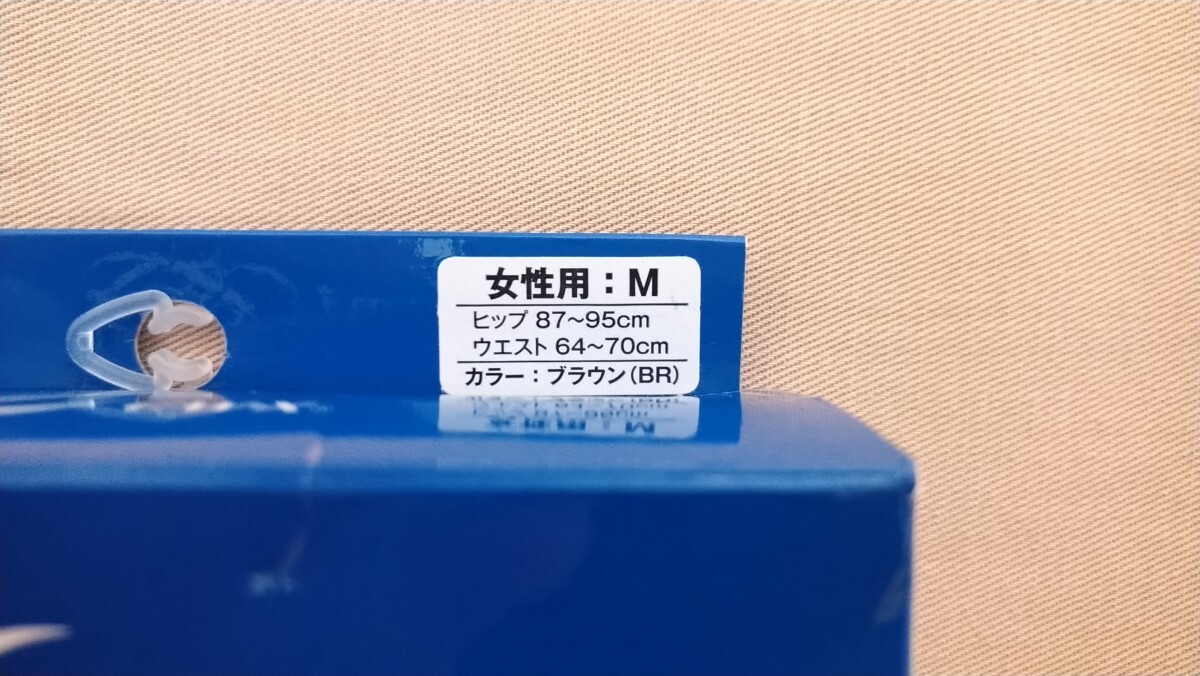 女性用：M
ヒップ 87～95cm
ウエスト 64～70cm
カラー：ブラウン(BR)